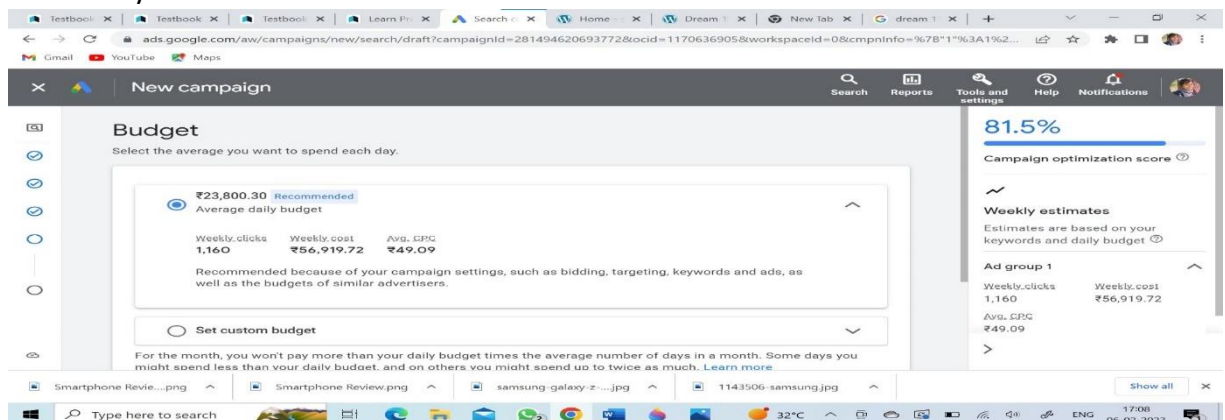 Testbook
Testbook
Testbook
Learn Pr
Search c
Home
Dream 1
New Tab
dream 1
ads.google.com/aw/campaigns/new/search/draft?campaignId=281494620693772&ocid=1170636905&workspaceId=0&cmpnInfo=%7B"1"%3A1%2...
Gmail YouTube Maps
New campaign
Search Reports Tools and settings Help Notifications
Budget
Select the average you want to spend each day.
₹23,800.30 Recommended
Average daily budget
Weekly clicks Weekly cost Avg. CPC
1,160 ₹56,919.72 ₹49.09
Recommended because of your campaign settings, such as bidding, targeting, keywords and ads, as
well as the budgets of similar advertisers.
Set custom budget
For the month, you won't pay more than your daily budget times the average number of days in a month. Some days you
might spend less than your daily budget, and on others you might spend up to twice as much. Learn more
81.5%
Campaign optimization score
Weekly estimates
Estimates are based on your
keywords and daily budget
Ad group 1
Weekly clicks Weekly cost
1,160 ₹56,919.72
Avg. CPC
₹49.09
Smartphone Revie....png Smartphone Review.png samsung-galaxy-z-....jpg 1143506-samsung.jpg Show all
Type here to search 32°C ENG 17:08